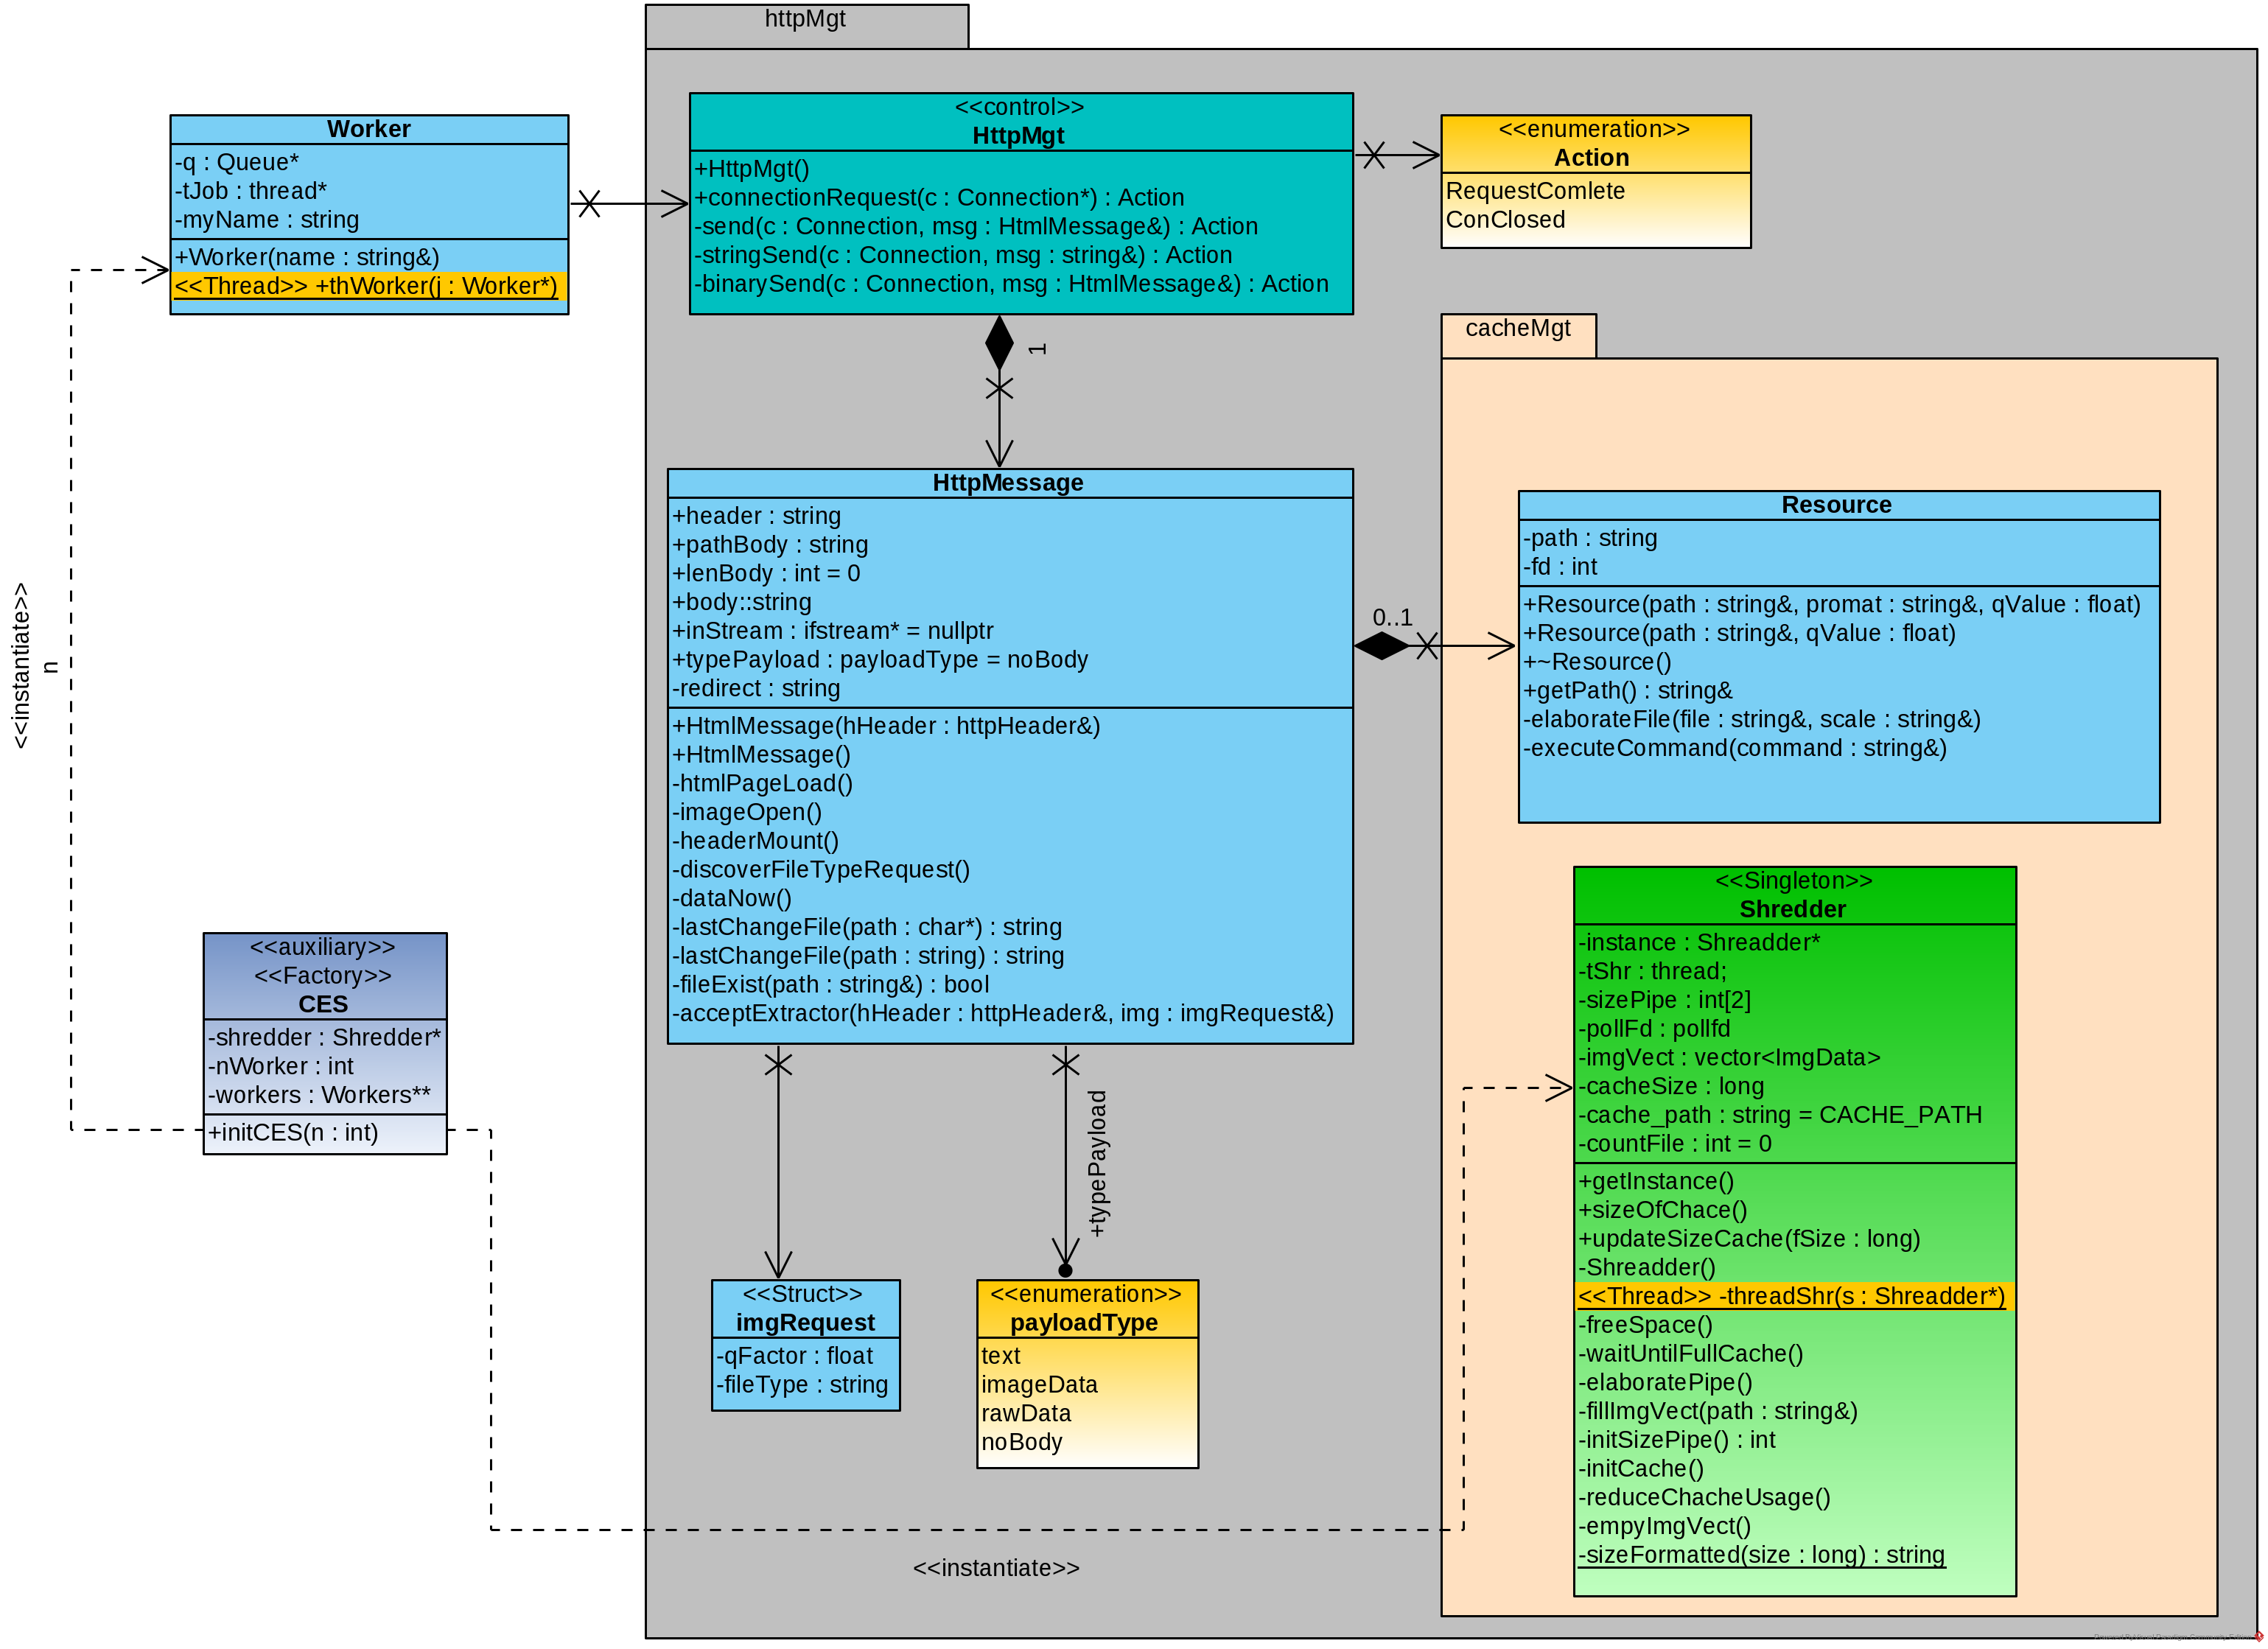 httpMgt
Worker
-q : Queue*
-tJob : thread*
-myName : string
+Worker(name : string&)
<<Thread>> +thWorker(j : Worker*)
<<control>>
HttpMgt
+HttpMgt()
+connectionRequest(c : Connection*) : Action
-send(c : Connection, msg : HtmlMessage&) : Action
-stringSend(c : Connection, msg : string&) : Action
-binarySend(c : Connection, msg : HtmlMessage&) : Action
<<enumeration>>
Action
RequestComlete
ConClosed
1
cacheMgt
HttpMessage
+header : string
+pathBody : string
+lenBody : int = 0
+body::string
+inStream : ifstream* = nullptr
+typePayload : payloadType = noBody
-redirect : string
+HtmlMessage(hHeader : httpHeader&)
+HtmlMessage()
-htmlPageLoad()
-imageOpen()
-headerMount()
-discoverFileTypeRequest()
-dataNow()
-lastChangeFile(path : char*) : string
-lastChangeFile(path : string) : string
-fileExist(path : string&) : bool
-acceptExtractor(hHeader : httpHeader&, img : imgRequest&)
0..1
Resource
-path : string
-fd : int
+Resource(path : string&, promat : string&, qValue : float)
+Resource(path : string&, qValue : float)
+~Resource()
+getPath() : string&
-elaborateFile(file : string&, scale : string&)
-executeCommand(command : string&)
<<instantiate>>
n
<<auxiliary>>
<<Factory>>
CES
-shredder : Shredder*
-nWorker : int
-workers : Workers**
+initCES(n : int)
<<Singleton>>
Shredder
-instance : Shreadder*
-tShr : thread;
-sizePipe : int[2]
-pollFd : pollfd
-imgVect : vector<ImgData>
-cacheSize : long
-cache_path : string = CACHE_PATH
-countFile : int = 0
+getInstance()
+sizeOfChace()
+updateSizeCache(fSize : long)
-Shreadder()
<<Thread>> -threadShr(s : Shreadder*)
-freeSpace()
-waitUntilFullCache()
-elaboratePipe()
-fillImgVect(path : string&)
-initSizePipe() : int
-initCache()
-reduceChacheUsage()
-empyImgVect()
-sizeFormatted(size : long) : string
+typePayload
<<Struct>>
imgRequest
-qFactor : float
-fileType : string
<<enumeration>>
payloadType
text
imageData
rawData
noBody
<<instantiate>>
Powered By Visual Paradigm Community Edition